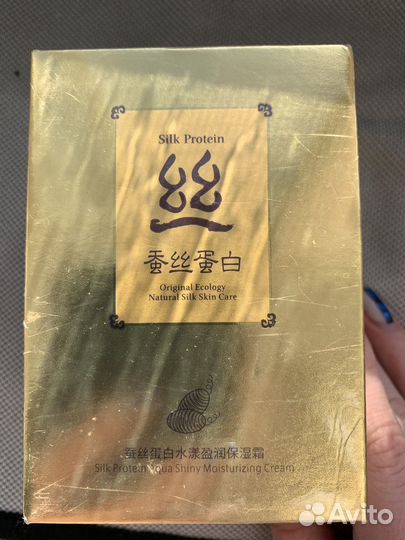 Silk Protein
丝
蚕丝蛋白
Original Ecology
Natural Silk Skin Care
蚕丝蛋白水漾盈润保湿霜
Silk Protein Aqua Shiny Moisturizing Cream
Avito